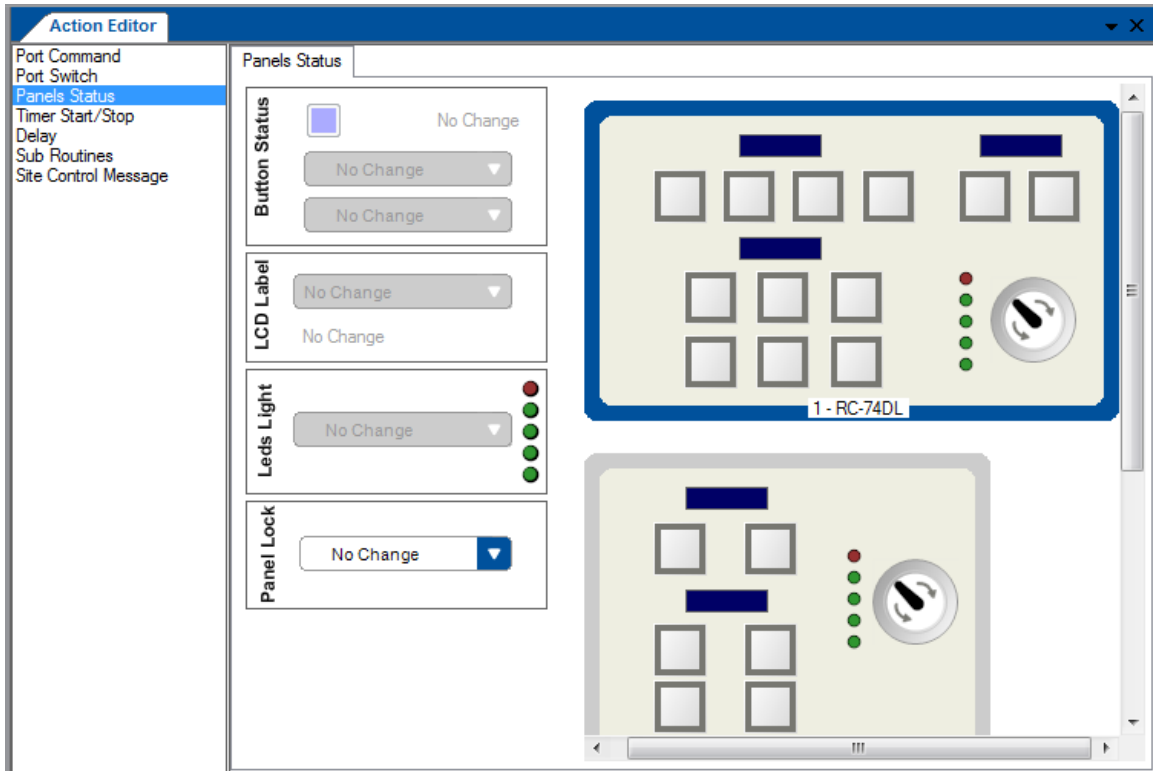 Action Editor
Port Command
Port Switch
Panels Status
Timer Start/Stop
Delay
Sub Routines
Site Control Message
Panels Status
Button Status
No Change
No Change
No Change
LCD Label
No Change
No Change
Leds Light
No Change
Panel Lock
No Change
1 - RC-74DL